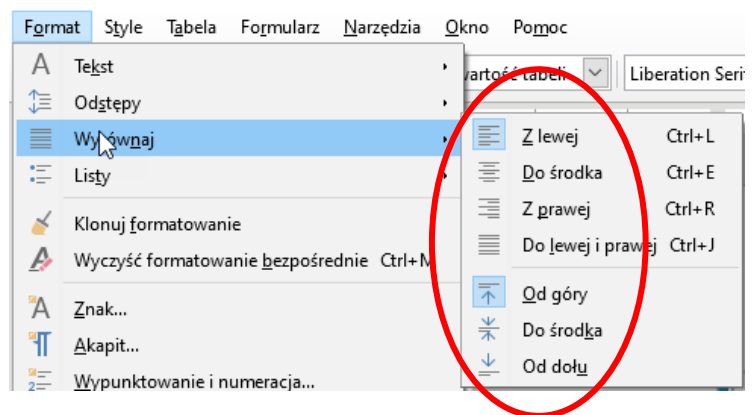 Format Style Tabela Formularz Narzędzia Okno Pomoc
Tekst
wartość tabeli Liberation Seri
Odstępy
Wyrównaj
Z lewej Ctrl+L
Listy
Do środka Ctrl+E
Z prawej Ctrl+R
Klonuj formatowanie
Do lewej i prawej Ctrl+J
Wyczyść formatowanie bezpośrednie Ctrl+M
Od góry
Znak...
Do środka
Akapit...
Od dołu
Wypunktowanie i numeracja...